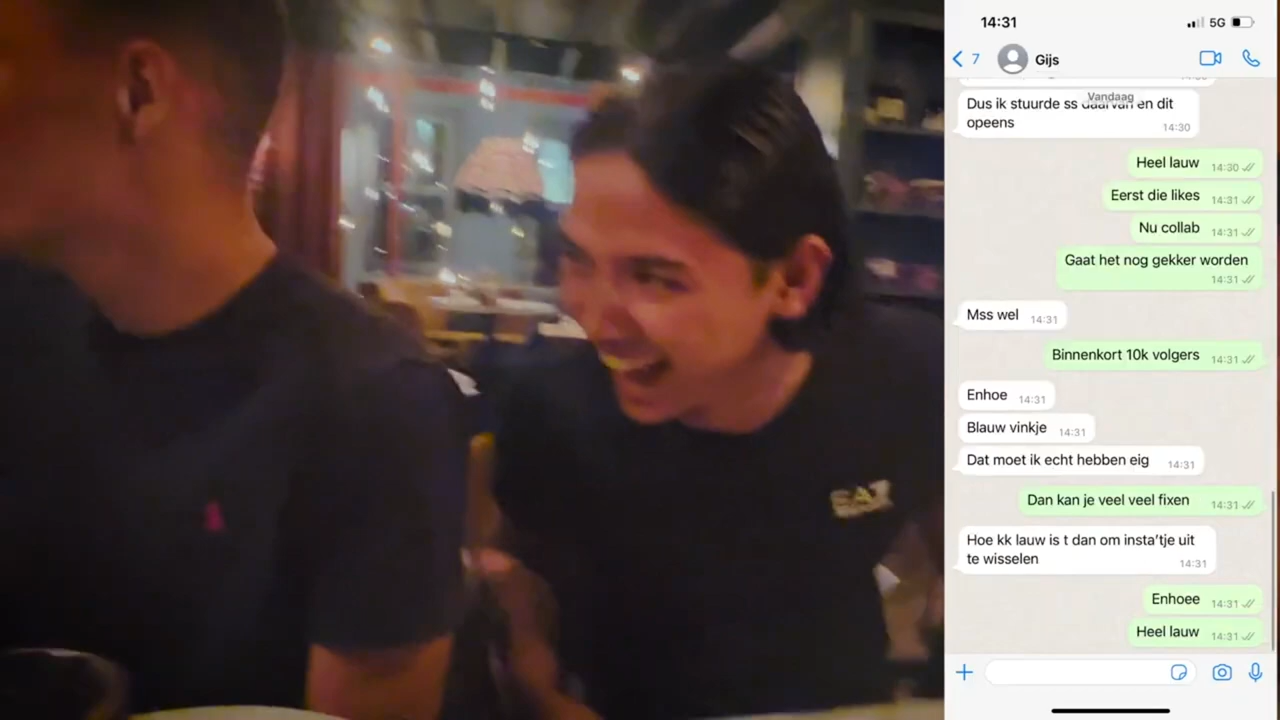 14:31
5G
7
Gijs
Vandaag
Dus ik stuurde ss daarvan en dit
opeens
14:30
Heel lauw 14:30
Eerst die likes 14:31
Nu collab 14:31
Gaat het nog gekker worden
14:31
Mss wel 14:31
Binnenkort 10k volgers 14:31
Enhoe 14:31
Blauw vinkje 14:31
Dat moet ik echt hebben eig 14:31
Dan kan je veel veel fixen 14:31
Hoe kk lauw is t dan om insta'tje uit
te wisselen
14:31
Enhoee 14:31
Heel lauw 14:31
EA7